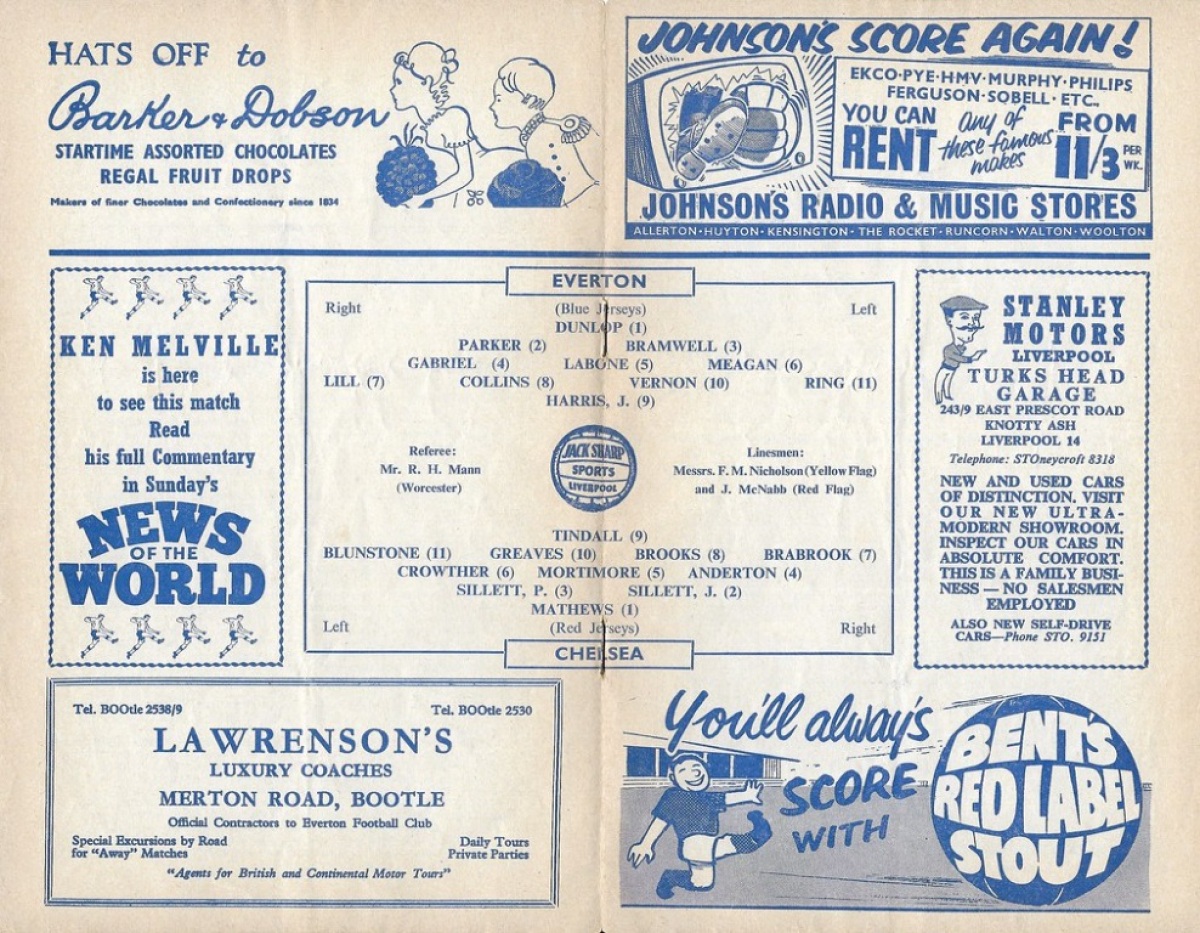 HATS OFF to
Barker & Dobson
STARTIME ASSORTED CHOCOLATES
REGAL FRUIT DROPS
Makers of finer Chocolates and Confectionery since 1834
JOHNSON'S SCORE AGAIN!
EKCO·PYE·HMV·MURPHY·PHILIPS
FERGUSON·SOBELL·ETC.
YOU CAN RENT any of these famous makes FROM 11/3 PER WK.
JOHNSON'S RADIO & MUSIC STORES
ALLERTON·HUYTON·KENSINGTON·THE ROCKET·RUNCORN·WALTON·WOOLTON
KEN MELVILLE
is here
to see this match
Read
his full Commentary
in Sunday's
NEWS
OF THE
WORLD
EVERTON
Right (Blue Jerseys) Left
DUNLOP (1)
PARKER (2) BRAMWELL (3)
GABRIEL (4) LABONE (5) MEAGAN (6)
LILL (7) COLLINS (8) VERNON (10) RING (11)
HARRIS, J. (9)
Referee:
Mr. R. H. Mann
(Worcester)
JACK SHARP
SPORTS
LIVERPOOL
Linesmen:
Messrs. F. M. Nicholson (Yellow Flag)
and J. McNabb (Red Flag)
TINDALL (9)
BLUNSTONE (11) GREAVES (10) BROOKS (8) BRABROOK (7)
CROWTHER (6) MORTIMORE (5) ANDERTON (4)
SILLETT, P. (3) SILLETT, J. (2)
MATHEWS (1)
Left (Red Jerseys) Right
CHELSEA
STANLEY
MOTORS
LIVERPOOL
TURKS HEAD
GARAGE
243/9 EAST PRESCOT ROAD
KNOTTY ASH
LIVERPOOL 14
Telephone: STOneycroft 8318
NEW AND USED CARS
OF DISTINCTION. VISIT
OUR NEW ULTRA-
MODERN SHOWROOM.
INSPECT OUR CARS IN
ABSOLUTE COMFORT.
THIS IS A FAMILY BUSI-
NESS — NO SALESMEN
EMPLOYED
ALSO NEW SELF-DRIVE
CARS—Phone STO. 9151
Tel. BOOtle 2538/9 Tel. BOOtle 2530
LAWRENSON'S
LUXURY COACHES
MERTON ROAD, BOOTLE
Official Contractors to Everton Football Club
Special Excursions by Road
for "Away" Matches
Daily Tours
Private Parties
"Agents for British and Continental Motor Tours"
You'll always
SCORE
WITH
BENT'S
RED LABEL
STOUT